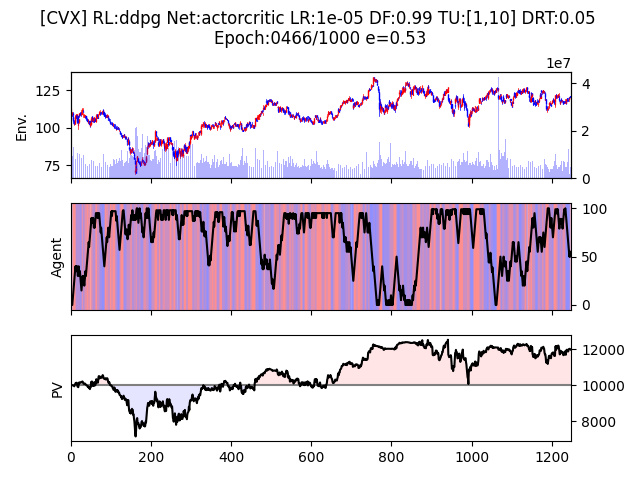 [CVX] RL:ddpg Net:actorcritic LR:1e-05 DF:0.99 TU:[1,10] DRT:0.05
Epoch:0466/1000 e=0.53
1e7
125
100
75
Env.
4
2
0
Agent
100
50
0
PV
12000
10000
8000
0 200 400 600 800 1000 1200